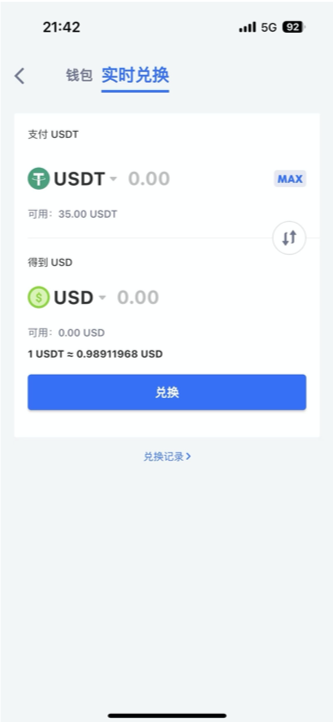 21:42
5G 92
钱包 实时兑换
支付 USDT
USDT 0.00 MAX
可用: 35.00 USDT
得到 USD
USD 0.00
可用: 0.00 USD
1 USDT ≈ 0.98911968 USD
兑换
兑换记录